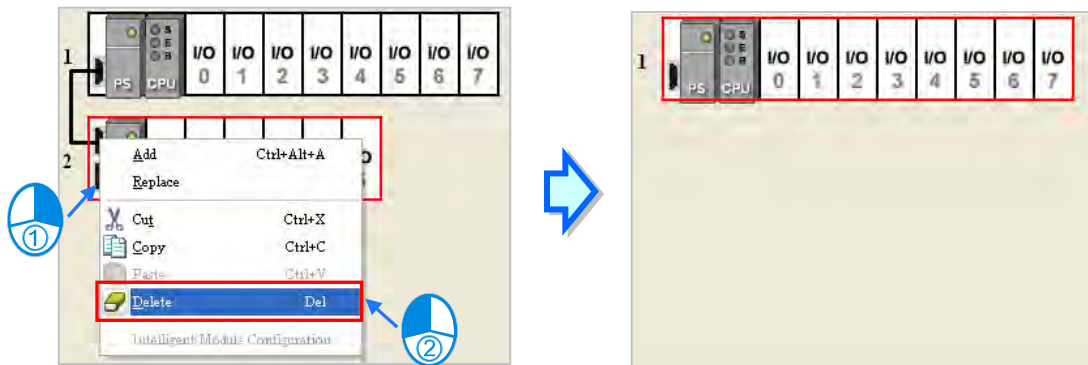 S
E
B
1
I/O I/O I/O I/O I/O I/O I/O I/O
PS CPU 0 1 2 3 4 5 6 7
2
Add Ctrl+Alt+A
Replace
Cut Ctrl+X
Copy Ctrl+C
Paste Ctrl+V
Delete Del
Intelligent Module Configuration
①
②
S
E
B
1
I/O I/O I/O I/O I/O I/O I/O I/O
PS CPU 0 1 2 3 4 5 6 7